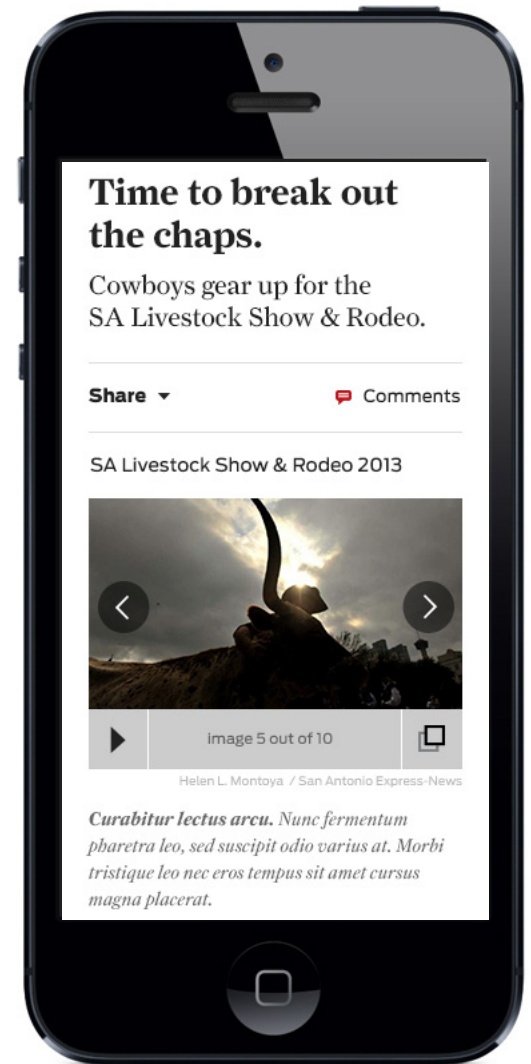 Time to break out
the chaps.
Cowboys gear up for the
SA Livestock Show & Rodeo.
Share
Comments
SA Livestock Show & Rodeo 2013
image 5 out of 10
Helen L. Montoya / San Antonio Express-News
Curabitur lectus arcu. Nunc fermentum
pharetra leo, sed suscipit odio varius at. Morbi
tristique leo nec eros tempus sit amet cursus
magna placerat.